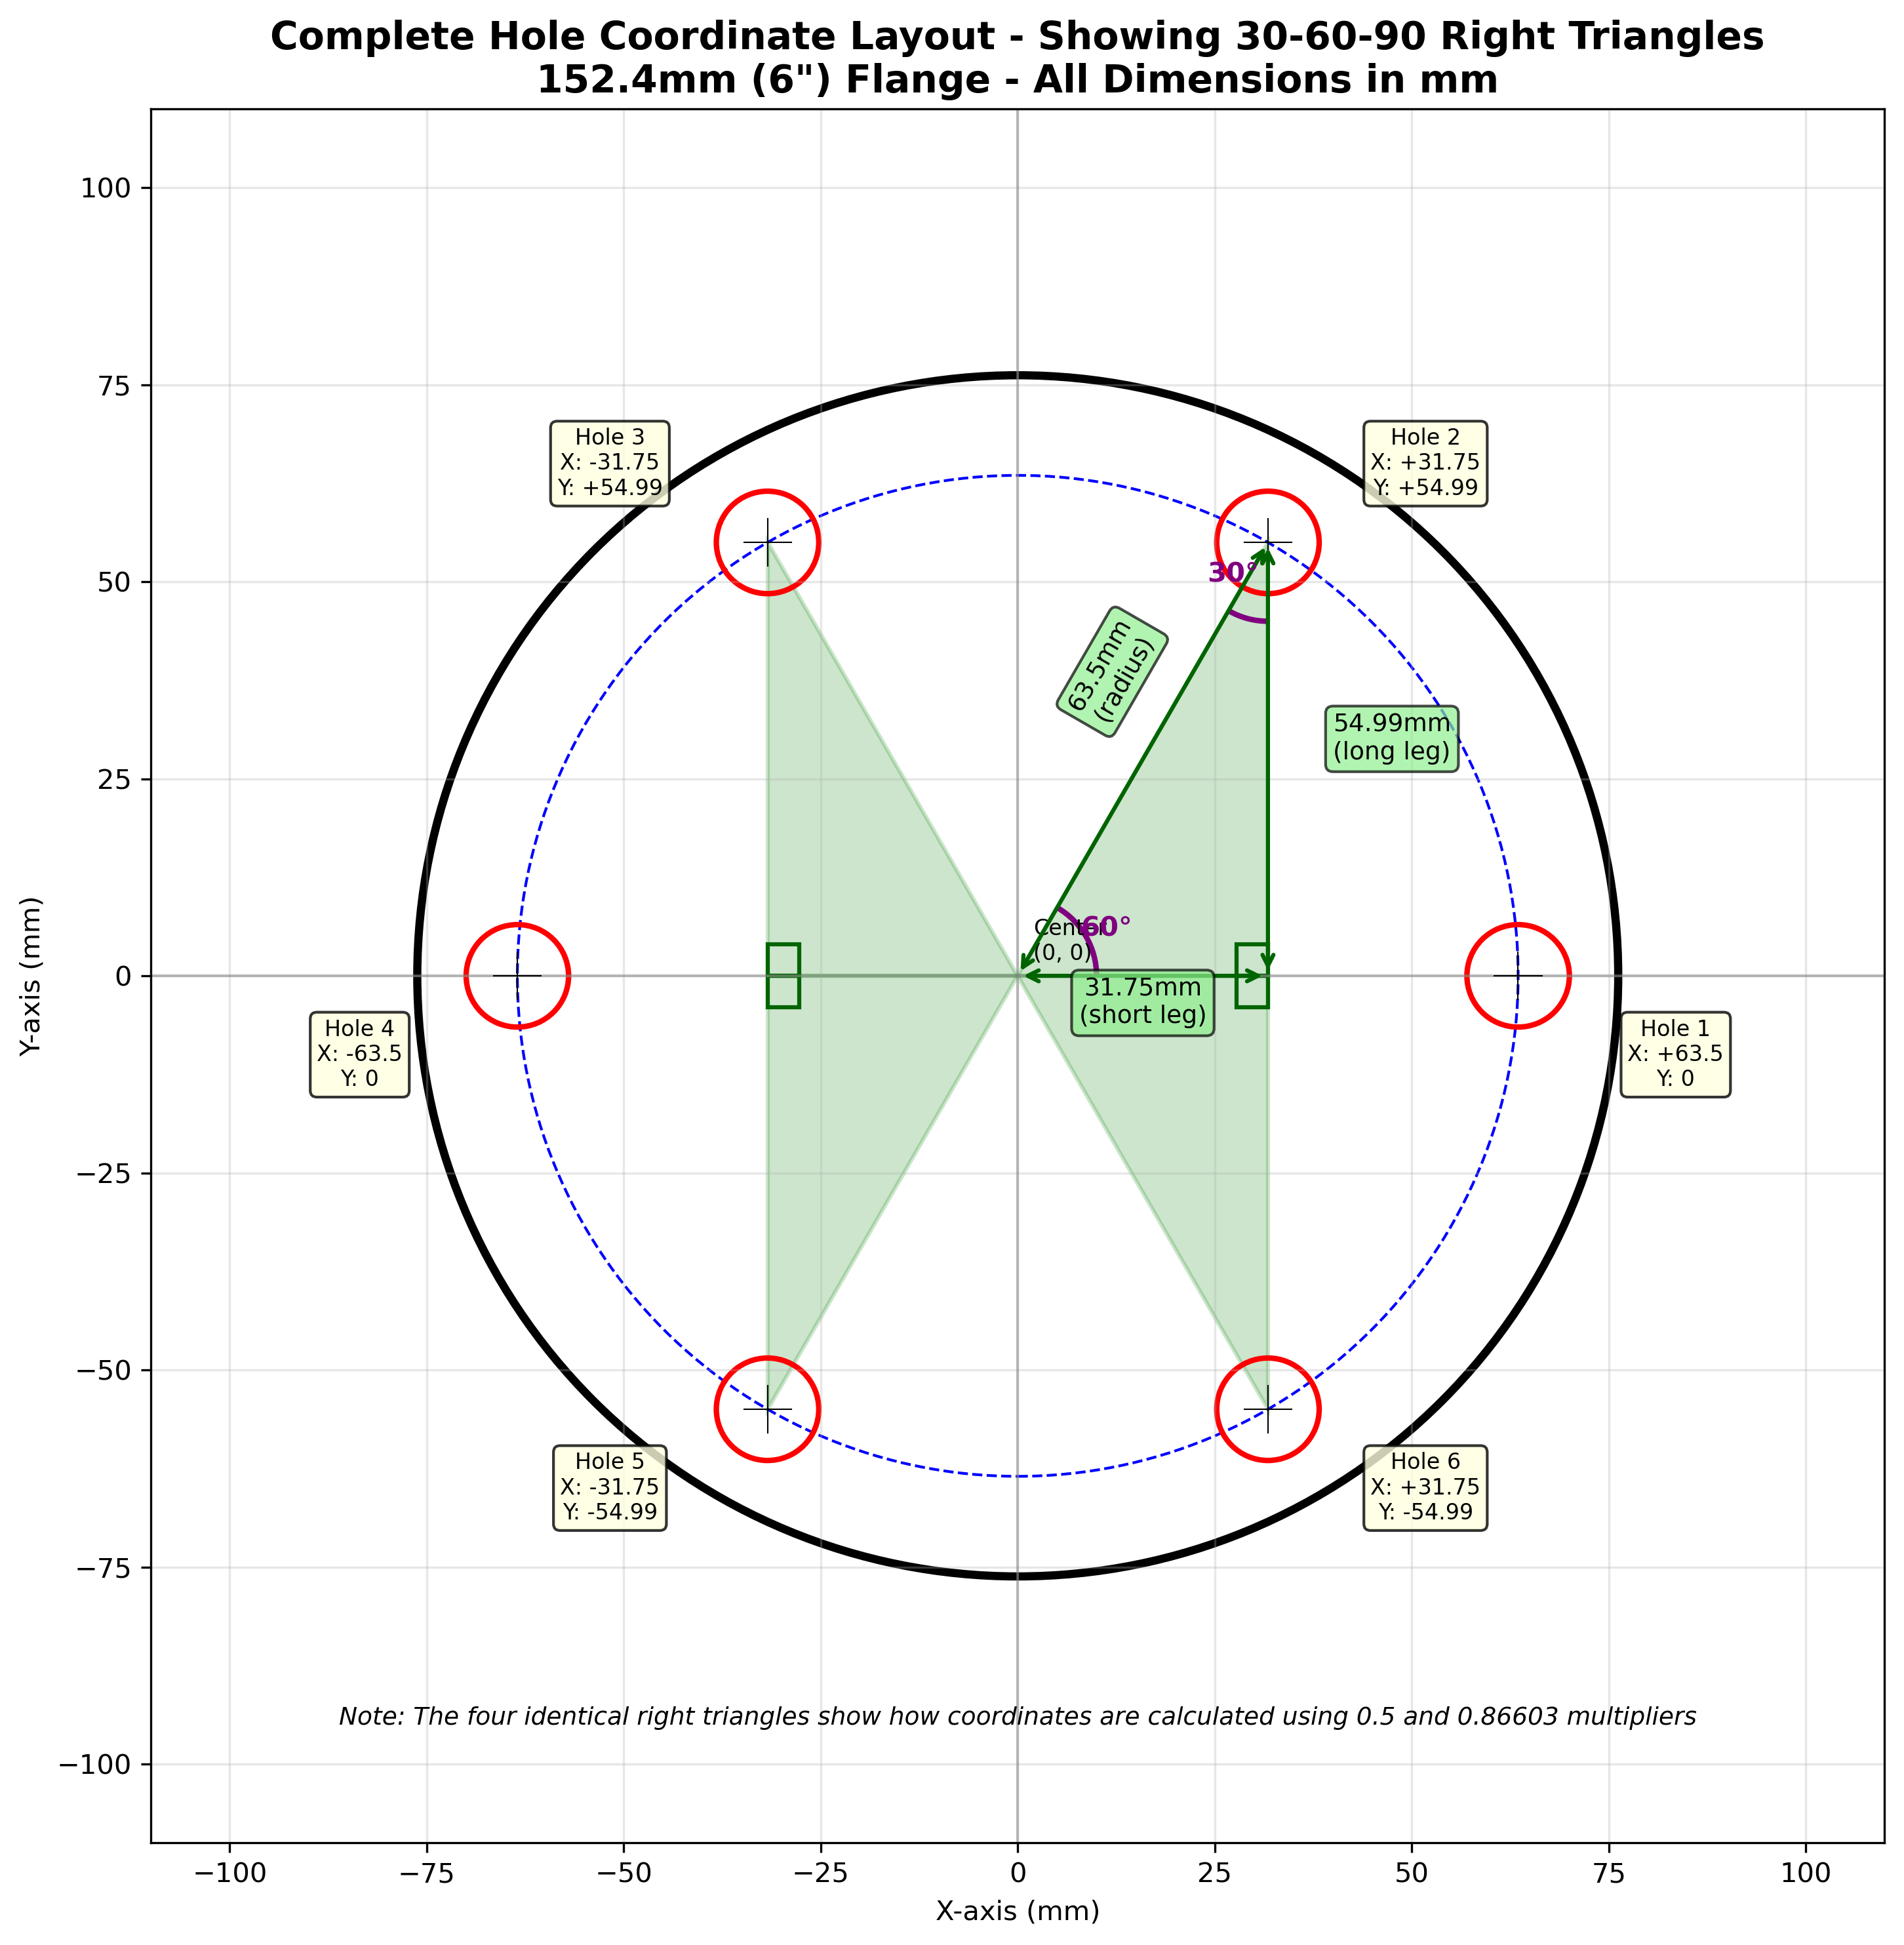 Complete Hole Coordinate Layout - Showing 30-60-90 Right Triangles
152.4mm (6") Flange - All Dimensions in mm
100
75
50
25
0
−25
−50
−75
−100
Y-axis (mm)
Hole 3
X: -31.75
Y: +54.99
Hole 2
X: +31.75
Y: +54.99
30°
63.5mm
(radius)
54.99mm
(long leg)
Center
(0, 0)
60°
31.75mm
(short leg)
Hole 4
X: -63.5
Y: 0
Hole 1
X: +63.5
Y: 0
Hole 5
X: -31.75
Y: -54.99
Hole 6
X: +31.75
Y: -54.99
Note: The four identical right triangles show how coordinates are calculated using 0.5 and 0.86603 multipliers
−100
−75
−50
−25
0
25
50
75
100
X-axis (mm)